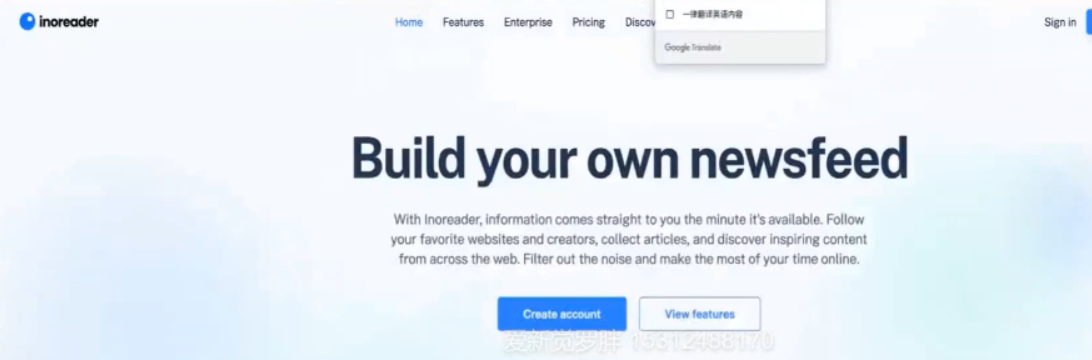 inoreader
Home Features Enterprise Pricing Discov
一律翻译英语内容
Google Translate
Sign in
Build your own newsfeed
With Inoreader, information comes straight to you the minute it's available. Follow
your favorite websites and creators, collect articles, and discover inspiring content
from across the web. Filter out the noise and make the most of your time online.
Create account View features
爱新觉罗胖 15312488170